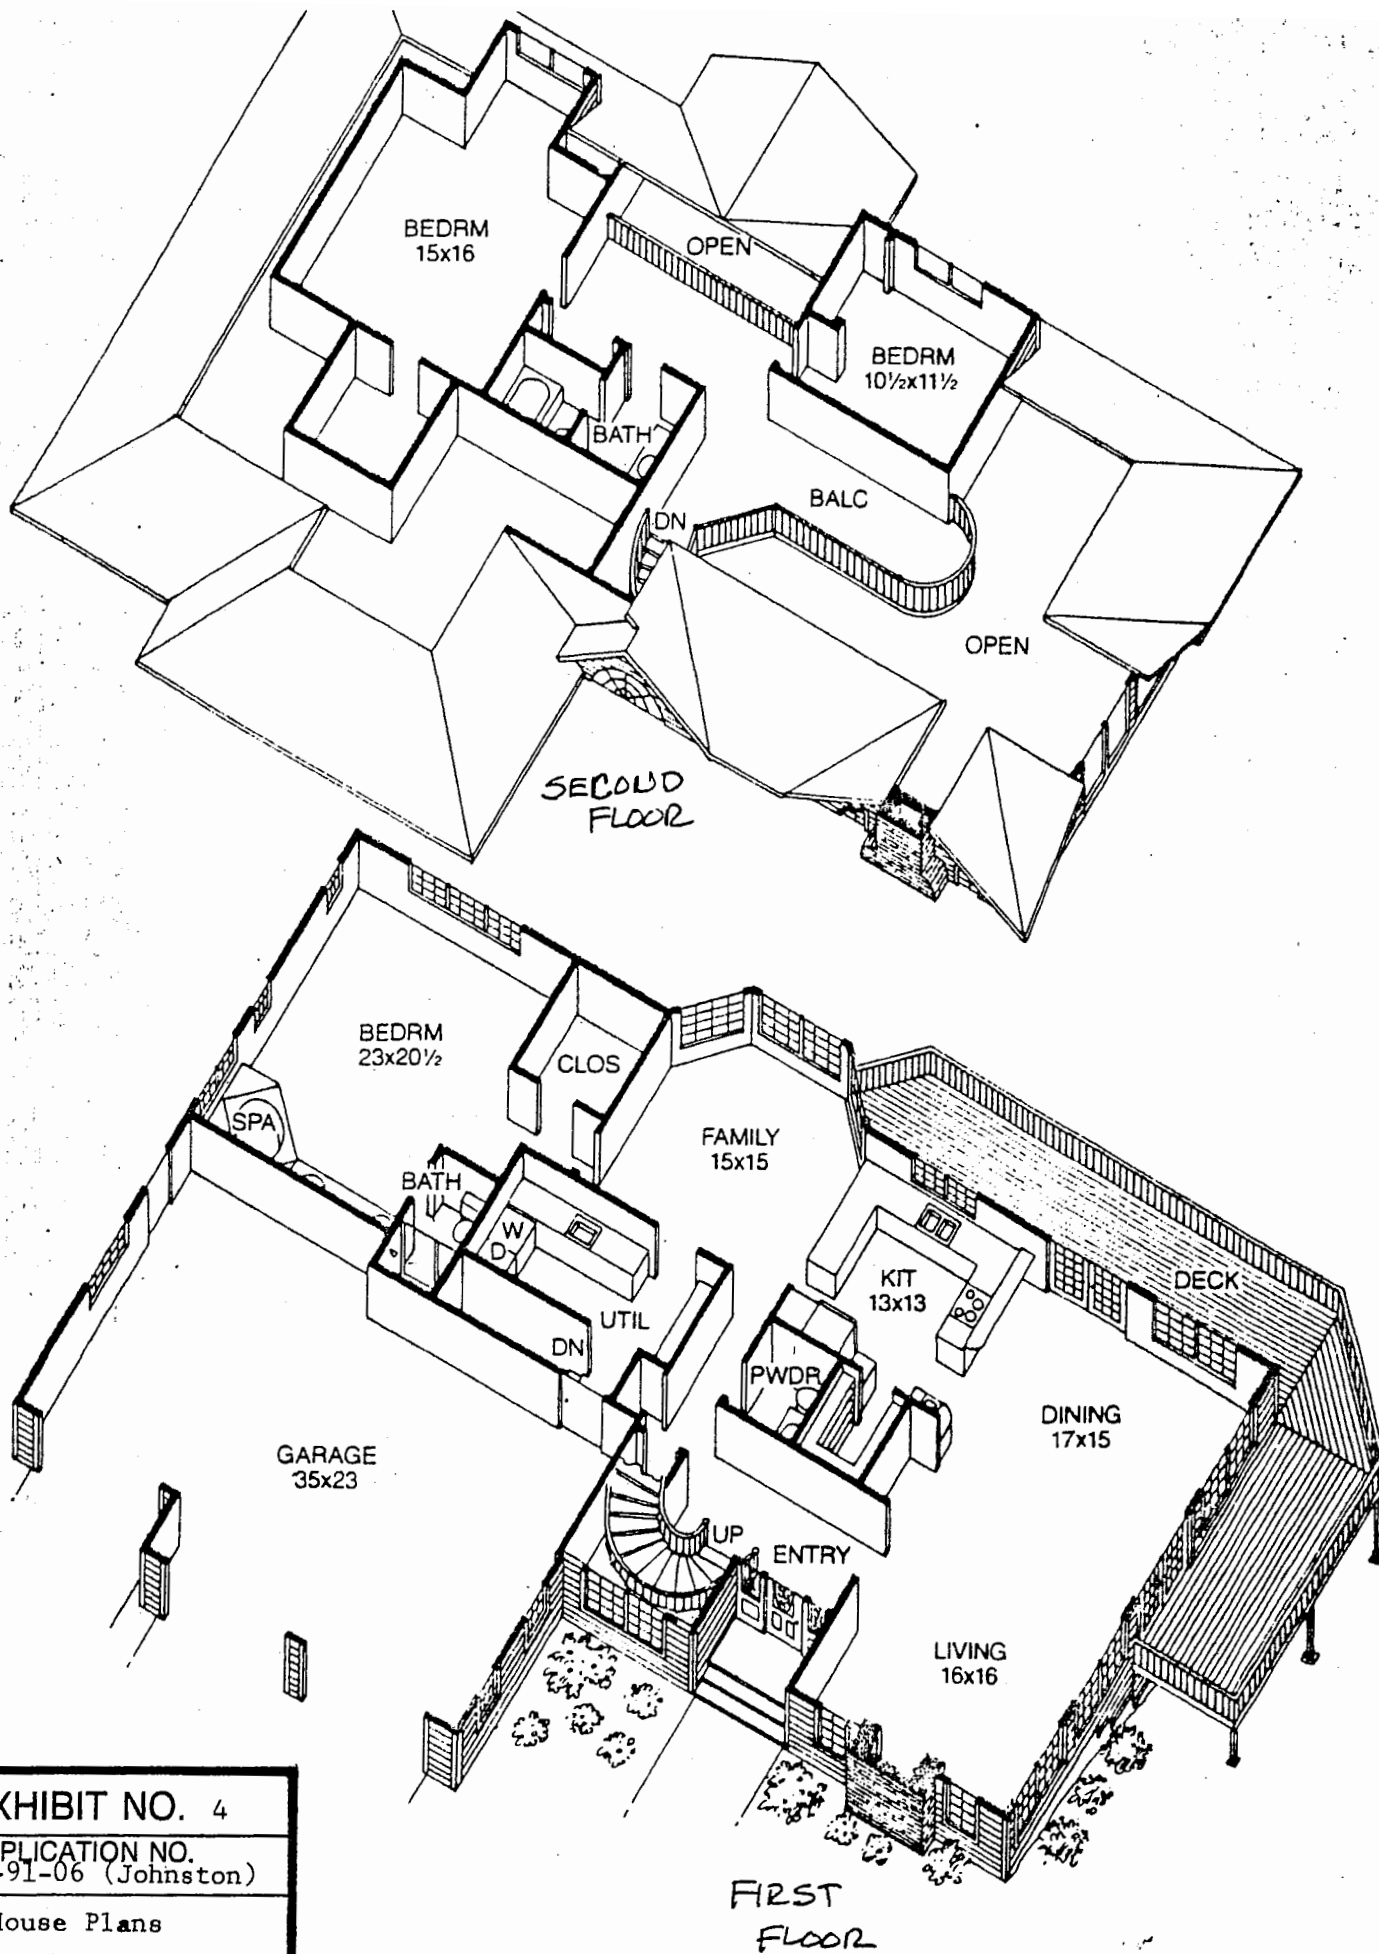 BEDRM
15x16
OPEN
BEDRM
10½x11½
BATH
DN
BALC
OPEN
SECOND
FLOOR
BEDRM
23x20½
CLOS
SPA
FAMILY
15x15
BATH
W
D
UTIL
DN
KIT
13x13
DECK
PWDR
DINING
17x15
GARAGE
35x23
UP
ENTRY
LIVING
16x16
XHIBIT NO. 4
PLICATION NO.
-91-06 (Johnston)
House Plans
FIRST
FLOOR